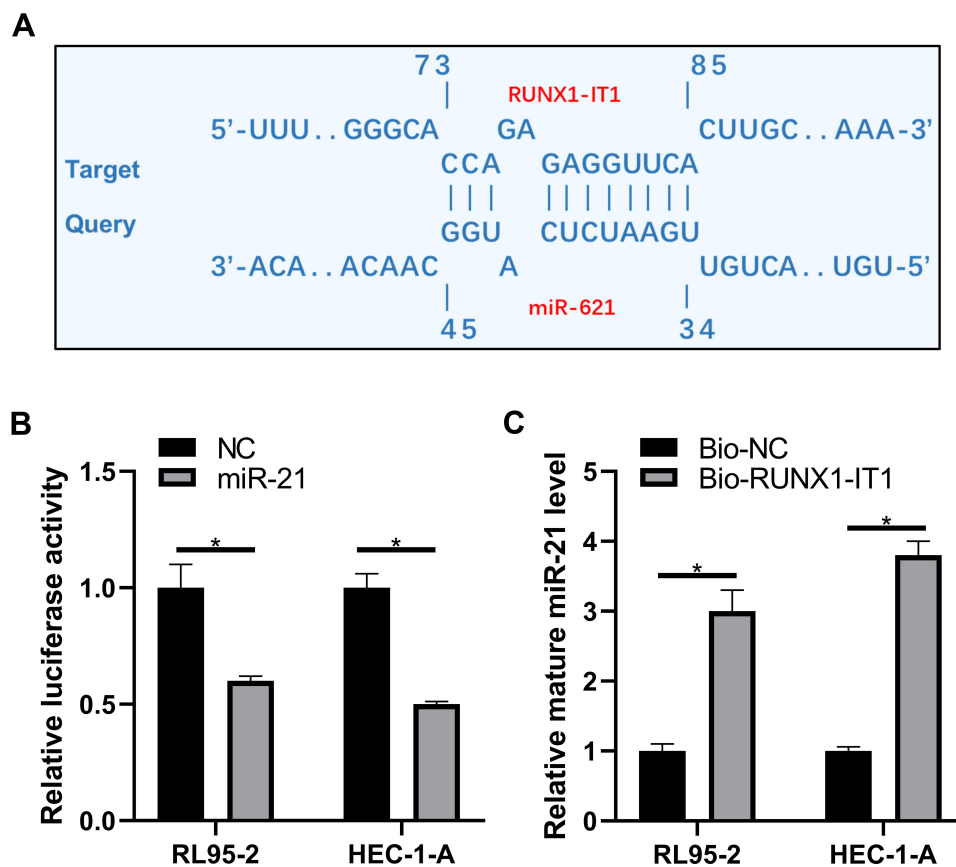 A
73 85
RUNX1-IT1
5'-UUU..GGGCA GA CUUGC..AAA-3'
Target CCA GAGGUUCA
Query GGU CUCUAAGU
3'-ACA..ACAAC A UGUCA..UGU-5'
miR-621
45 34
B
NC
miR-21
Relative luciferase activity
1.5
1.0
0.5
0.0
*
*
RL95-2 HEC-1-A
C
Bio-NC
Bio-RUNX1-IT1
Relative mature miR-21 level
5
4
3
2
1
0
*
*
RL95-2 HEC-1-A